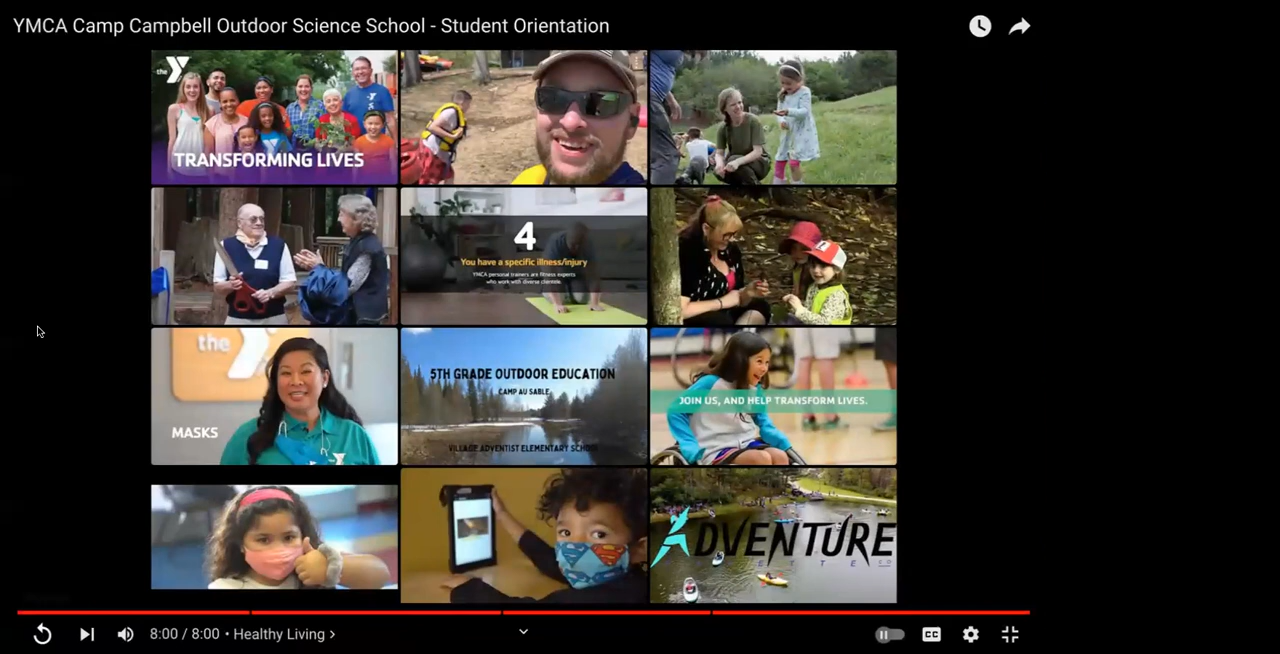 YMCA Camp Campbell Outdoor Science School - Student Orientation
the
TRANSFORMING LIVES
4
You have a specific illness/injury
YMCA personal trainers are fitness experts
who work with diverse clientele.
the
MASKS
5TH GRADE OUTDOOR EDUCATION
CAMP AU SABLE
VILLAGE ADVENTIST ELEMENTARY SCHOOL
JOIN US, AND HELP TRANSFORM LIVES.
ADVENTURE
8:00 / 8:00 • Healthy Living >
CC